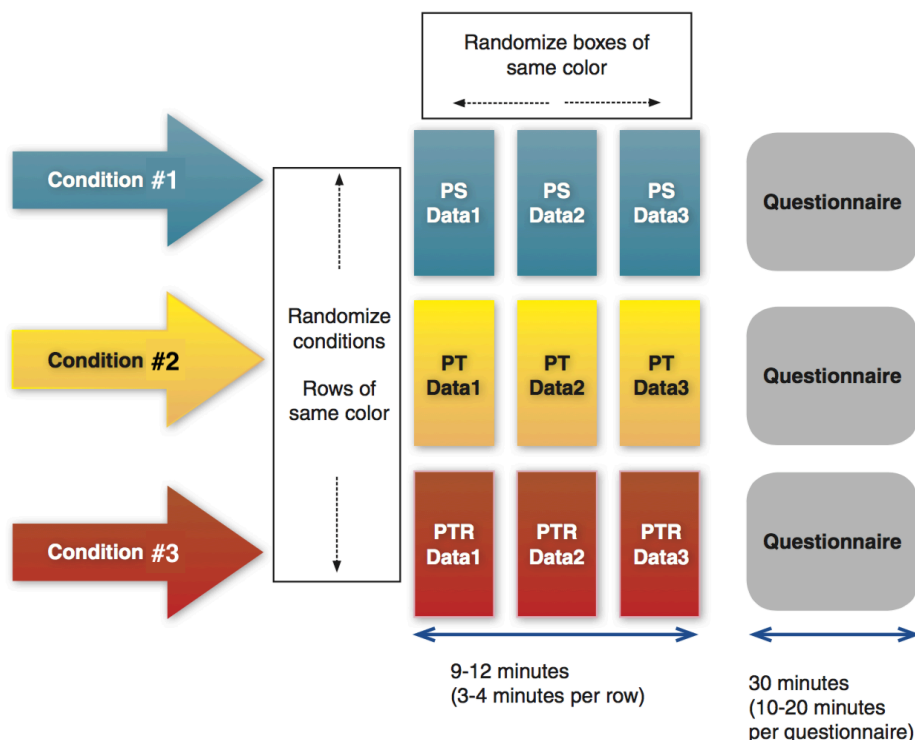 Randomize boxes of
same color
Condition #1
PS
Data1
PS
Data2
PS
Data3
Questionnaire
Randomize
conditions
Rows of
same color
Condition #2
PT
Data1
PT
Data2
PT
Data3
Questionnaire
Condition #3
PTR
Data1
PTR
Data2
PTR
Data3
Questionnaire
9-12 minutes
(3-4 minutes per row)
30 minutes
(10-20 minutes
per questionnaire)